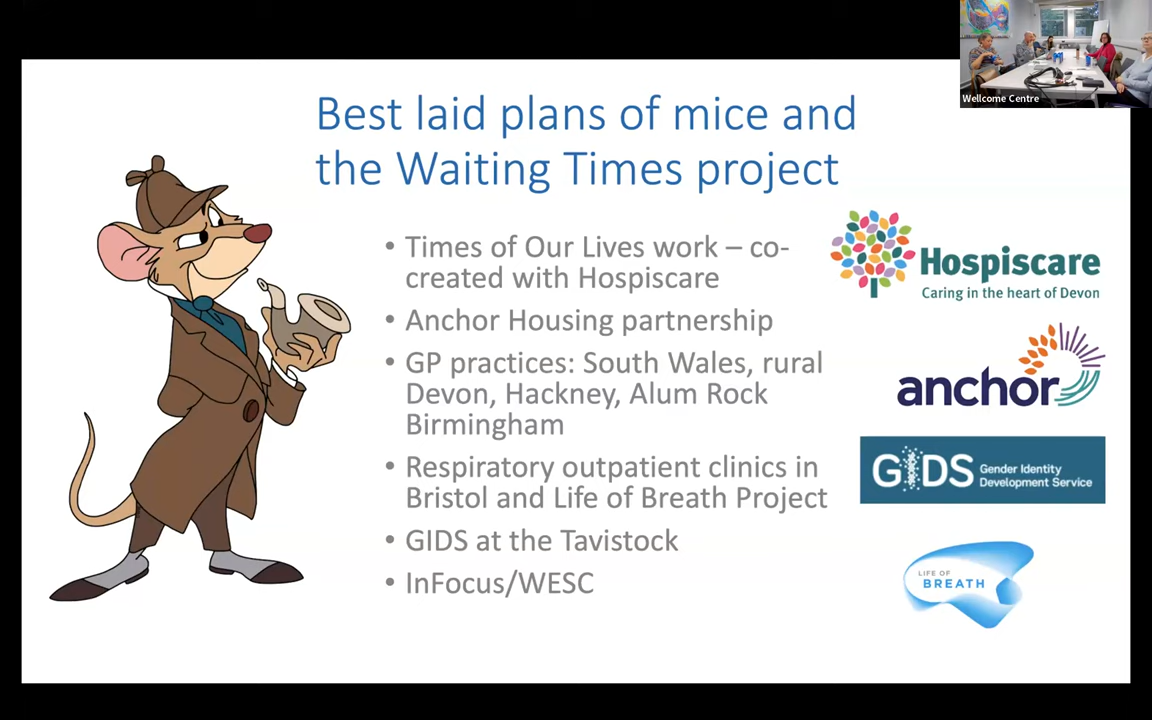 Wellcome Centre
Best laid plans of mice and
the Waiting Times project
• Times of Our Lives work – co-
created with Hospiscare
• Anchor Housing partnership
• GP practices: South Wales, rural
Devon, Hackney, Alum Rock
Birmingham
• Respiratory outpatient clinics in
Bristol and Life of Breath Project
• GIDS at the Tavistock
• InFocus/WESC
Hospiscare
Caring in the heart of Devon
anchor
GIDS Gender Identity
Development Service
LIFE OF
BREATH